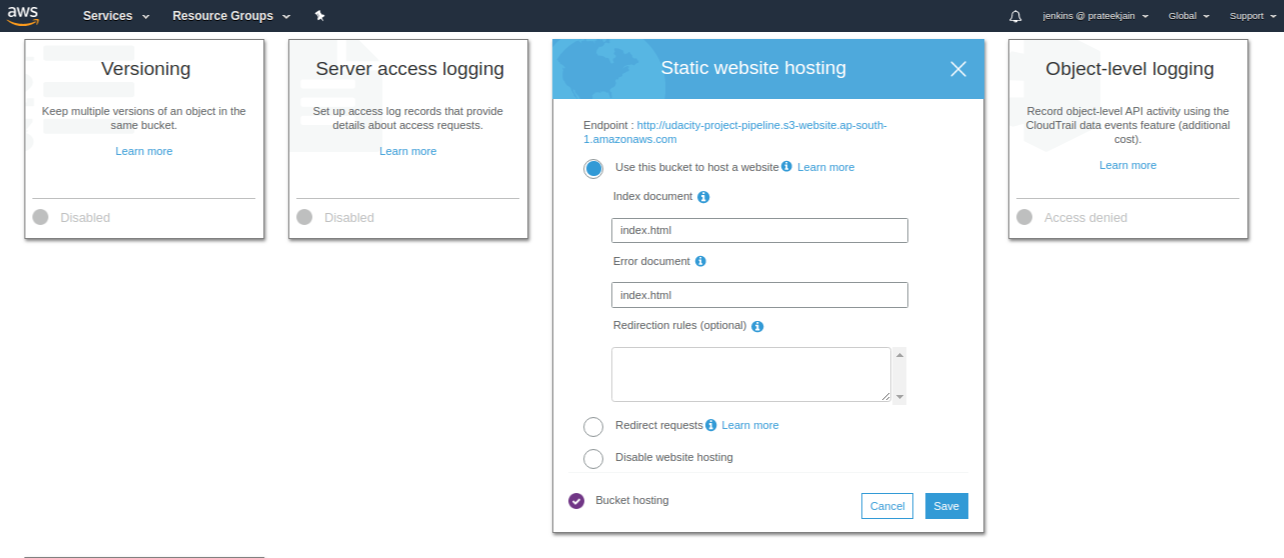 aws Services Resource Groups jenkins @ prateekjain Global Support
Versioning
Keep multiple versions of an object in the
same bucket.
Learn more
Disabled
Server access logging
Set up access log records that provide
details about access requests.
Learn more
Disabled
Static website hosting
Endpoint : http://udacity-project-pipeline.s3-website.ap-south-
1.amazonaws.com
Use this bucket to host a website Learn more
Index document
index.html
Error document
index.html
Redirection rules (optional)
Redirect requests Learn more
Disable website hosting
Bucket hosting
Cancel Save
Object-level logging
Record object-level API activity using the
CloudTrail data events feature (additional
cost).
Learn more
Access denied